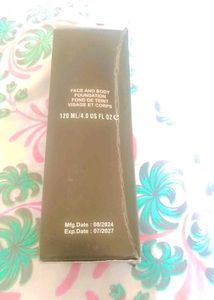 FACE AND BODY
FOUNDATION
FOND DE TEINT
VISAGE ET CORPS
120 ML/4.0 US FL OZ ℮
Mfg.Date : 08/2024
Exp.Date : 07/2027